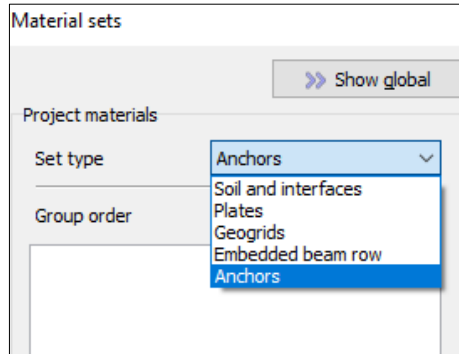 Material sets
Show global
Project materials
Set type Anchors
Soil and interfaces
Plates
Geogrids
Embedded beam row
Anchors
Group order